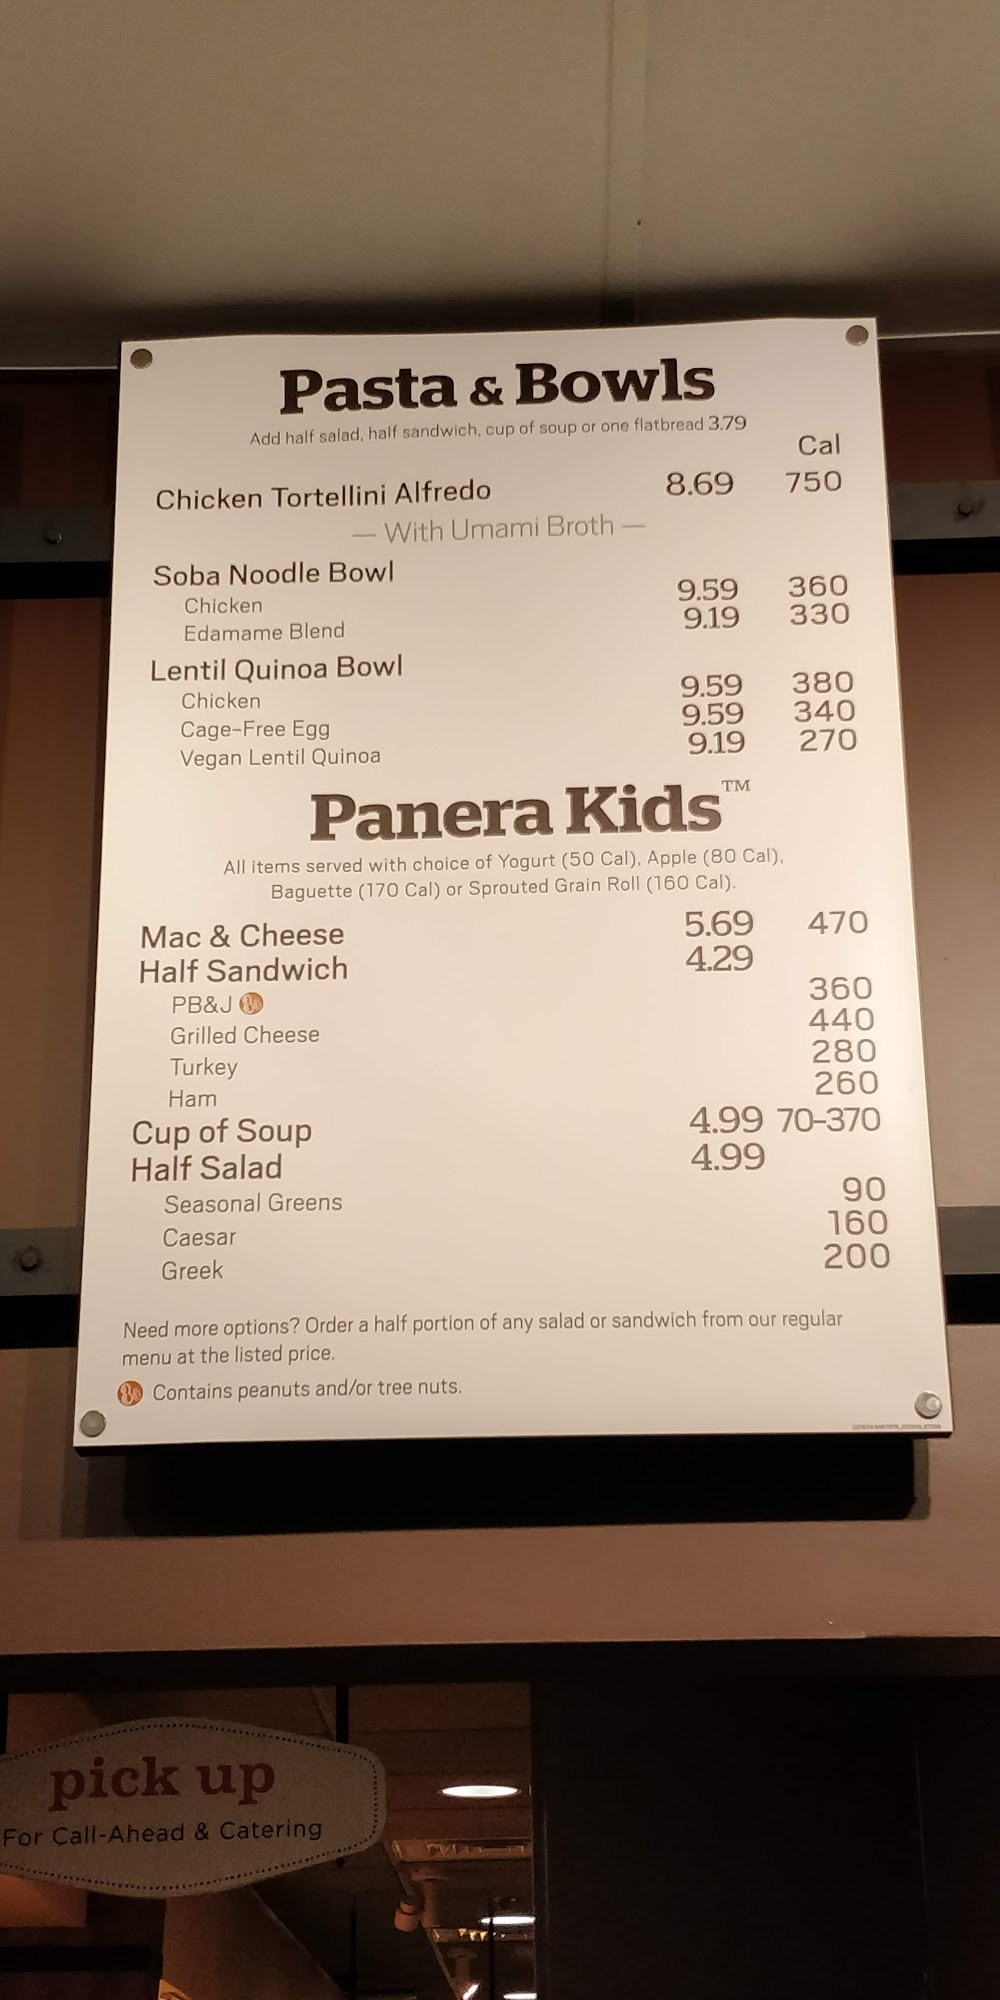 Pasta & Bowls
Add half salad, half sandwich, cup of soup or one flatbread 3.79
Cal
Chicken Tortellini Alfredo 8.69 750
— With Umami Broth —
Soba Noodle Bowl
Chicken 9.59 360
Edamame Blend 9.19 330
Lentil Quinoa Bowl
Chicken 9.59 380
Cage-Free Egg 9.59 340
Vegan Lentil Quinoa 9.19 270
Panera Kids™
All items served with choice of Yogurt (50 Cal), Apple (80 Cal),
Baguette (170 Cal) or Sprouted Grain Roll (160 Cal).
Mac & Cheese 5.69 470
Half Sandwich 4.29
PB&J 360
Grilled Cheese 440
Turkey 280
Ham 260
Cup of Soup 4.99 70-370
Half Salad 4.99
Seasonal Greens 90
Caesar 160
Greek 200
Need more options? Order a half portion of any salad or sandwich from our regular
menu at the listed price.
Contains peanuts and/or tree nuts.
pick up
For Call-Ahead & Catering